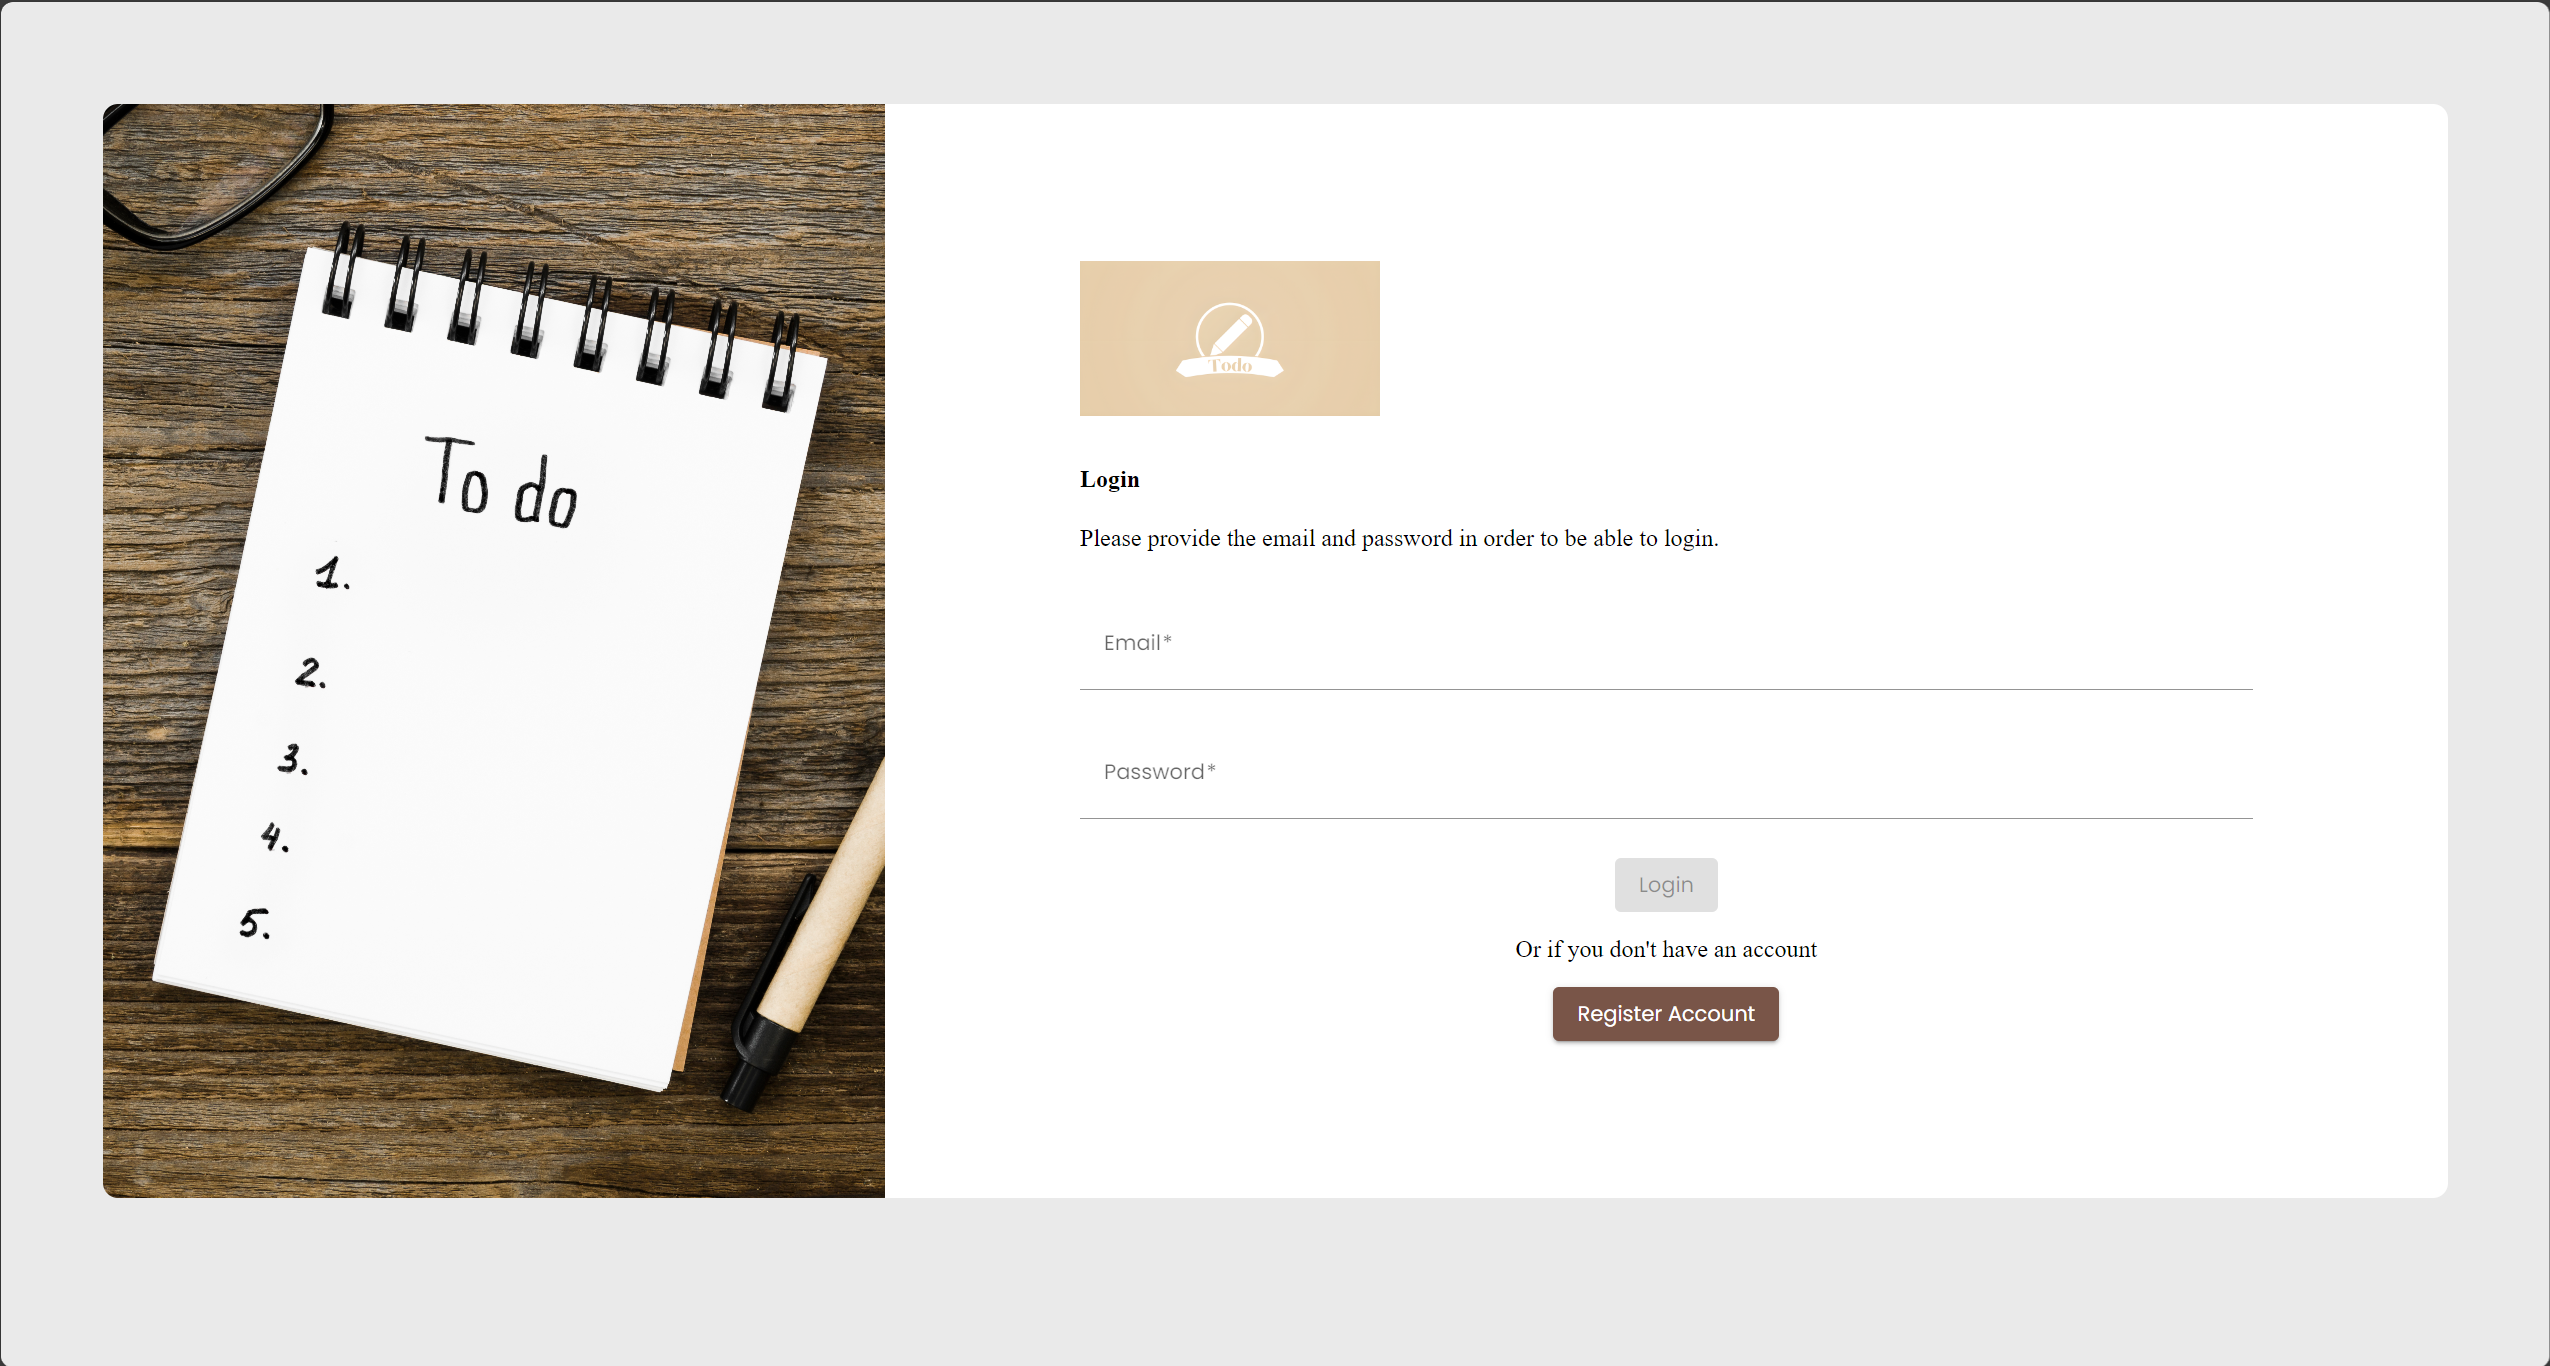 To do
1.
2.
3.
4.
5.
Todo
Login
Please provide the email and password in order to be able to login.
Email*
Password*
Login
Or if you don't have an account
Register Account